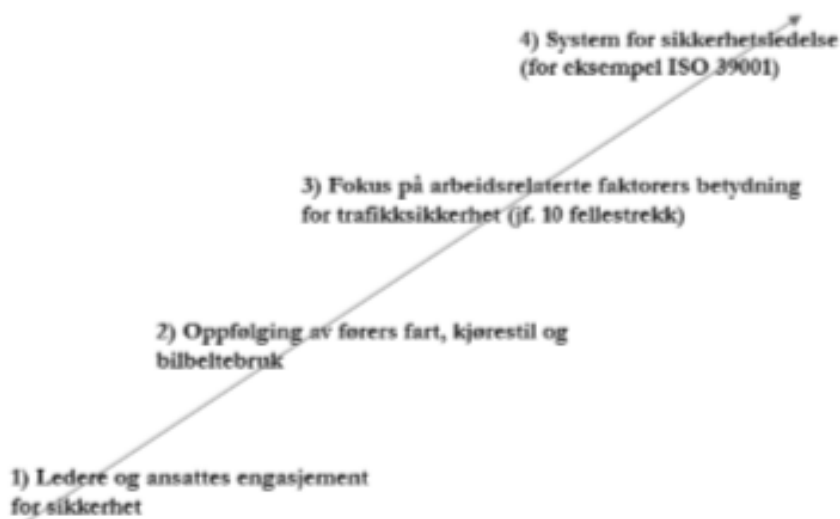 4) System for sikkerhetsledelse
(for eksempel ISO 39001)
3) Fokus på arbeidsrelaterte faktorers betydning
for trafikksikkerhet (jf. 10 fellestrekk)
2) Oppfølging av førers fart, kjørestil og
bilbeltebruk
1) Ledere og ansattes engasjement
for sikkerhet